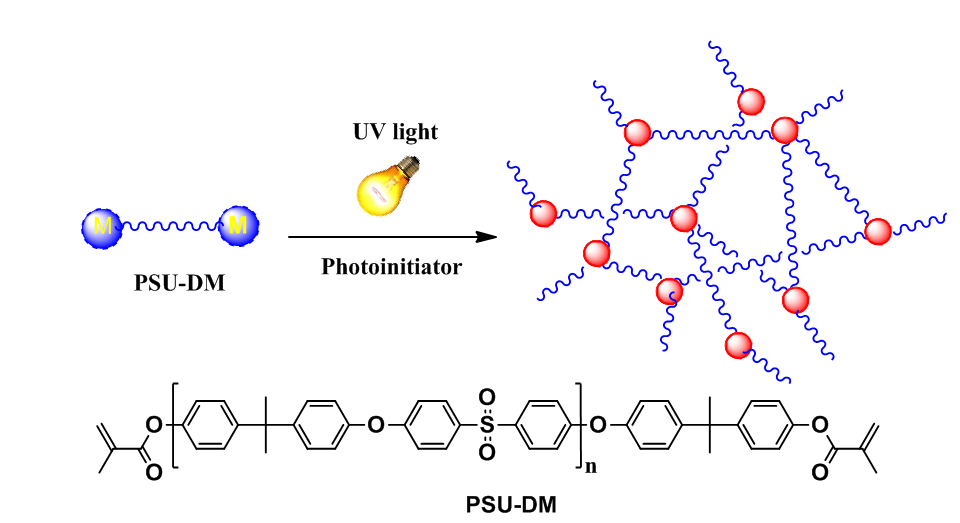 UV light
M M
PSU-DM
Photoinitiator
O O O S O O n O O O
PSU-DM